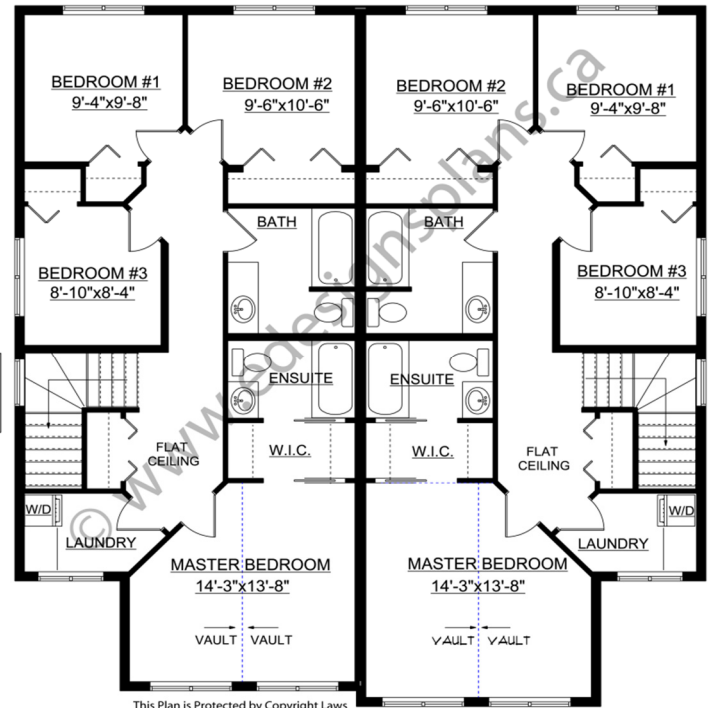 BEDROOM #1
9'-4"x9'-8"
BEDROOM #2
9'-6"x10'-6"
BEDROOM #2
9'-6"x10'-6"
BEDROOM #1
9'-4"x9'-8"
BATH
BATH
BEDROOM #3
8'-10"x8'-4"
BEDROOM #3
8'-10"x8'-4"
ENSUITE
ENSUITE
W.I.C.
W.I.C.
FLAT
CEILING
FLAT
CEILING
W/D
W/D
LAUNDRY
LAUNDRY
MASTER BEDROOM
14'-3"x13'-8"
MASTER BEDROOM
14'-3"x13'-8"
VAULT VAULT
VAULT VAULT
© www.edesignsplans.ca
This Plan is Protected by Copyright Laws